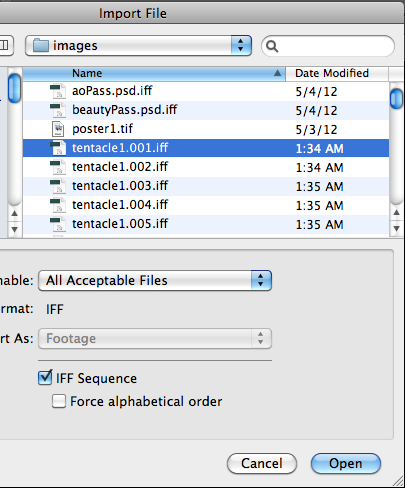 Import File
images
Name Date Modified
aoPass.psd.iff 5/4/12
beautyPass.psd.iff 5/4/12
poster1.tif 5/3/12
tentacle1.001.iff 1:34 AM
tentacle1.002.iff 1:34 AM
tentacle1.003.iff 1:35 AM
tentacle1.004.iff 1:35 AM
tentacle1.005.iff 1:35 AM
nable: All Acceptable Files
rmat: IFF
rt As: Footage
IFF Sequence
Force alphabetical order
Cancel Open